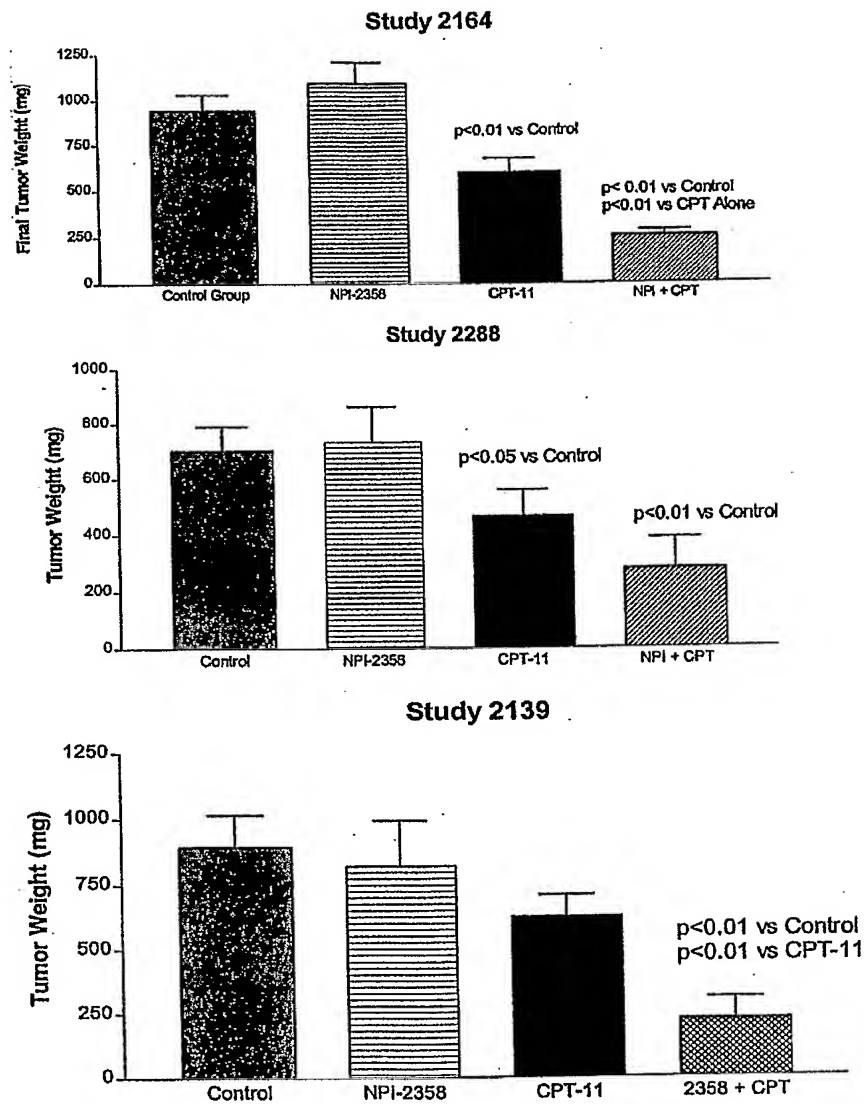 Study 2164
1250
1000
750
500
250
0
Final Tumor Weight (mg)
p<0.01 vs Control
p< 0.01 vs Control
p<0.01 vs CPT Alone
Control Group
NPI-2358
CPT-11
NPI + CPT
Study 2288
1000
800
600
400
200
0
Tumor Weight (mg)
p<0.05 vs Control
p<0.01 vs Control
Control
NPI-2358
CPT-11
NPI + CPT
Study 2139
1250
1000
750
500
250
0
Tumor Weight (mg)
p<0.01 vs Control
p<0.01 vs CPT-11
Control
NPI-2358
CPT-11
2358 + CPT